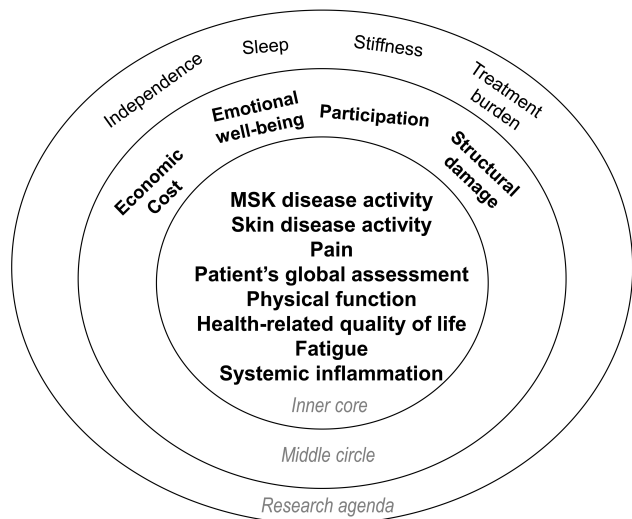 Independence
Sleep
Stiffness
Treatment
burden
Economic
Cost
Emotional
well-being
Participation
Structural
damage
MSK disease activity
Skin disease activity
Pain
Patient's global assessment
Physical function
Health-related quality of life
Fatigue
Systemic inflammation
Inner core
Middle circle
Research agenda